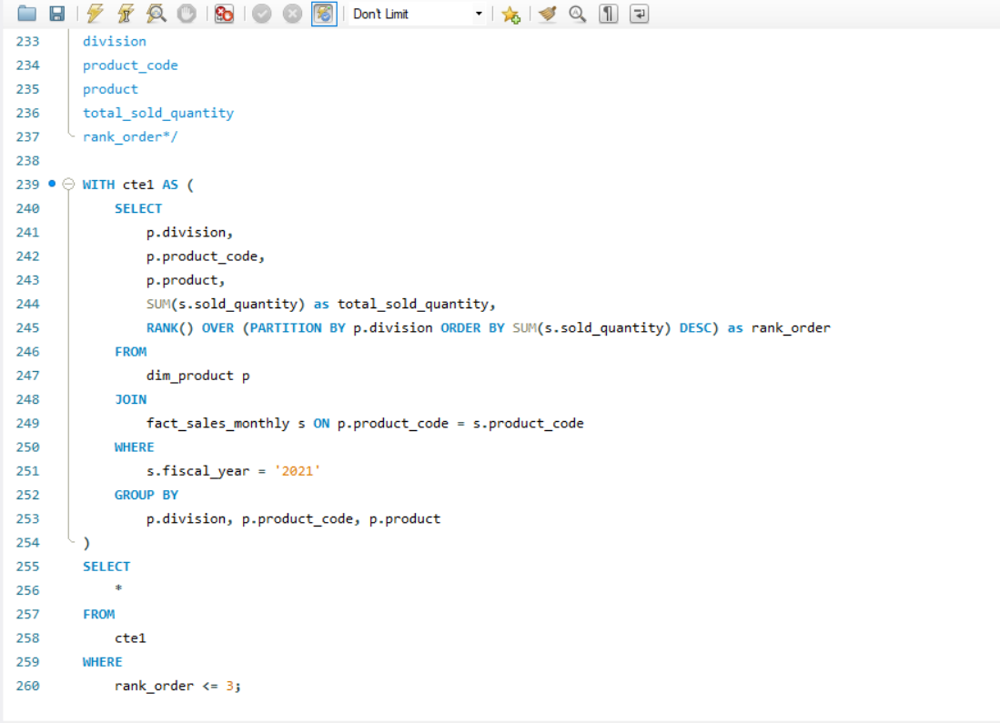 Don't Limit
233 division
234 product_code
235 product
236 total_sold_quantity
237 rank_order*/
238
239 WITH cte1 AS (
240 SELECT
241 p.division,
242 p.product_code,
243 p.product,
244 SUM(s.sold_quantity) as total_sold_quantity,
245 RANK() OVER (PARTITION BY p.division ORDER BY SUM(s.sold_quantity) DESC) as rank_order
246 FROM
247 dim_product p
248 JOIN
249 fact_sales_monthly s ON p.product_code = s.product_code
250 WHERE
251 s.fiscal_year = '2021'
252 GROUP BY
253 p.division, p.product_code, p.product
254 )
255 SELECT
256 *
257 FROM
258 cte1
259 WHERE
260 rank_order <= 3;